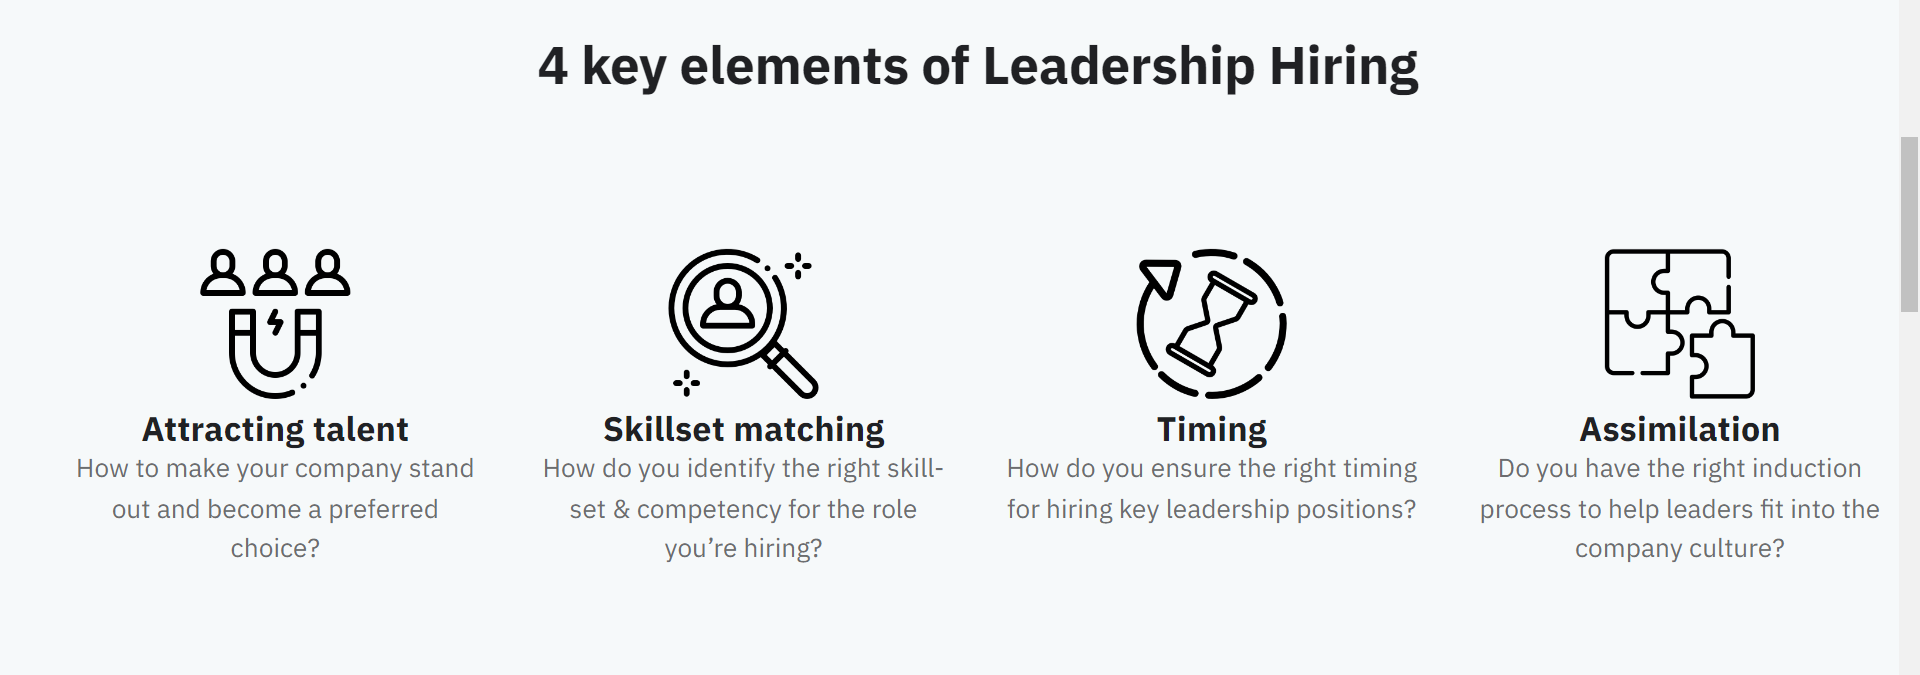 4 key elements of Leadership Hiring
Attracting talent
How to make your company stand
out and become a preferred
choice?
Skillset matching
How do you identify the right skill-
set & competency for the role
you’re hiring?
Timing
How do you ensure the right timing
for hiring key leadership positions?
Assimilation
Do you have the right induction
process to help leaders fit into the
company culture?